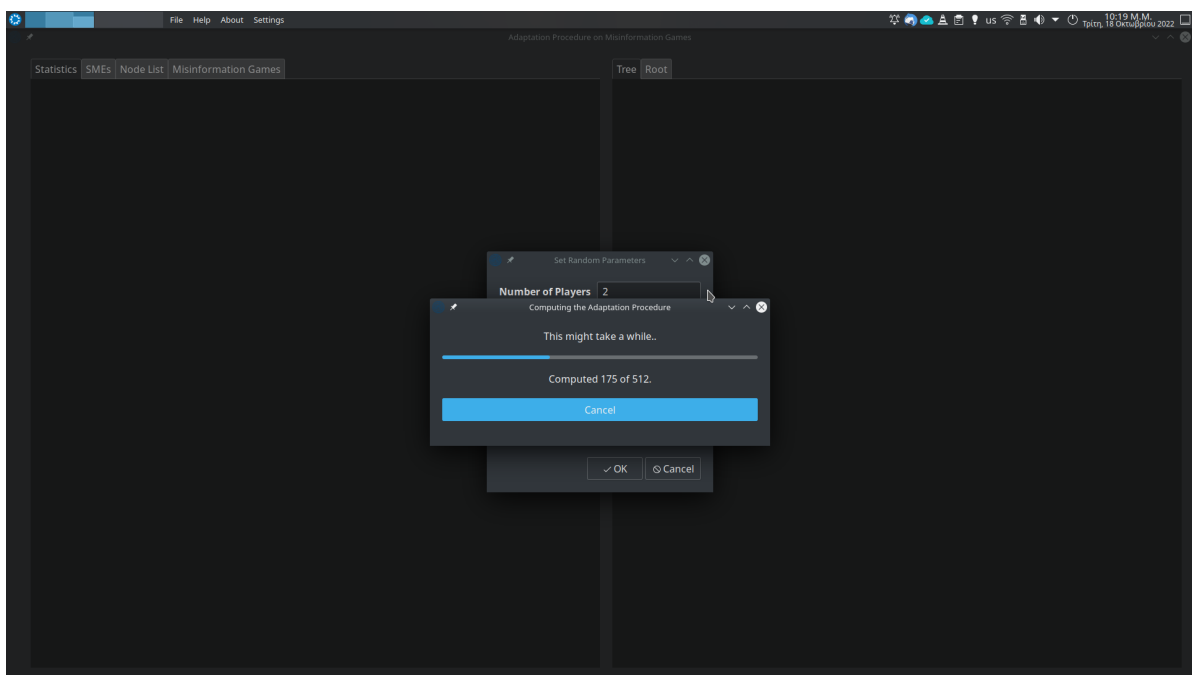 File Help About Settings
us
10:19 Μ.Μ.
Τρίτη, 18 Οκτωβρίου 2022
Adaptation Procedure on Misinformation Games
Statistics SMEs Node List Misinformation Games
Tree Root
Set Random Parameters
Number of Players 2
Computing the Adaptation Procedure
This might take a while..
Computed 175 of 512.
Cancel
OK Cancel